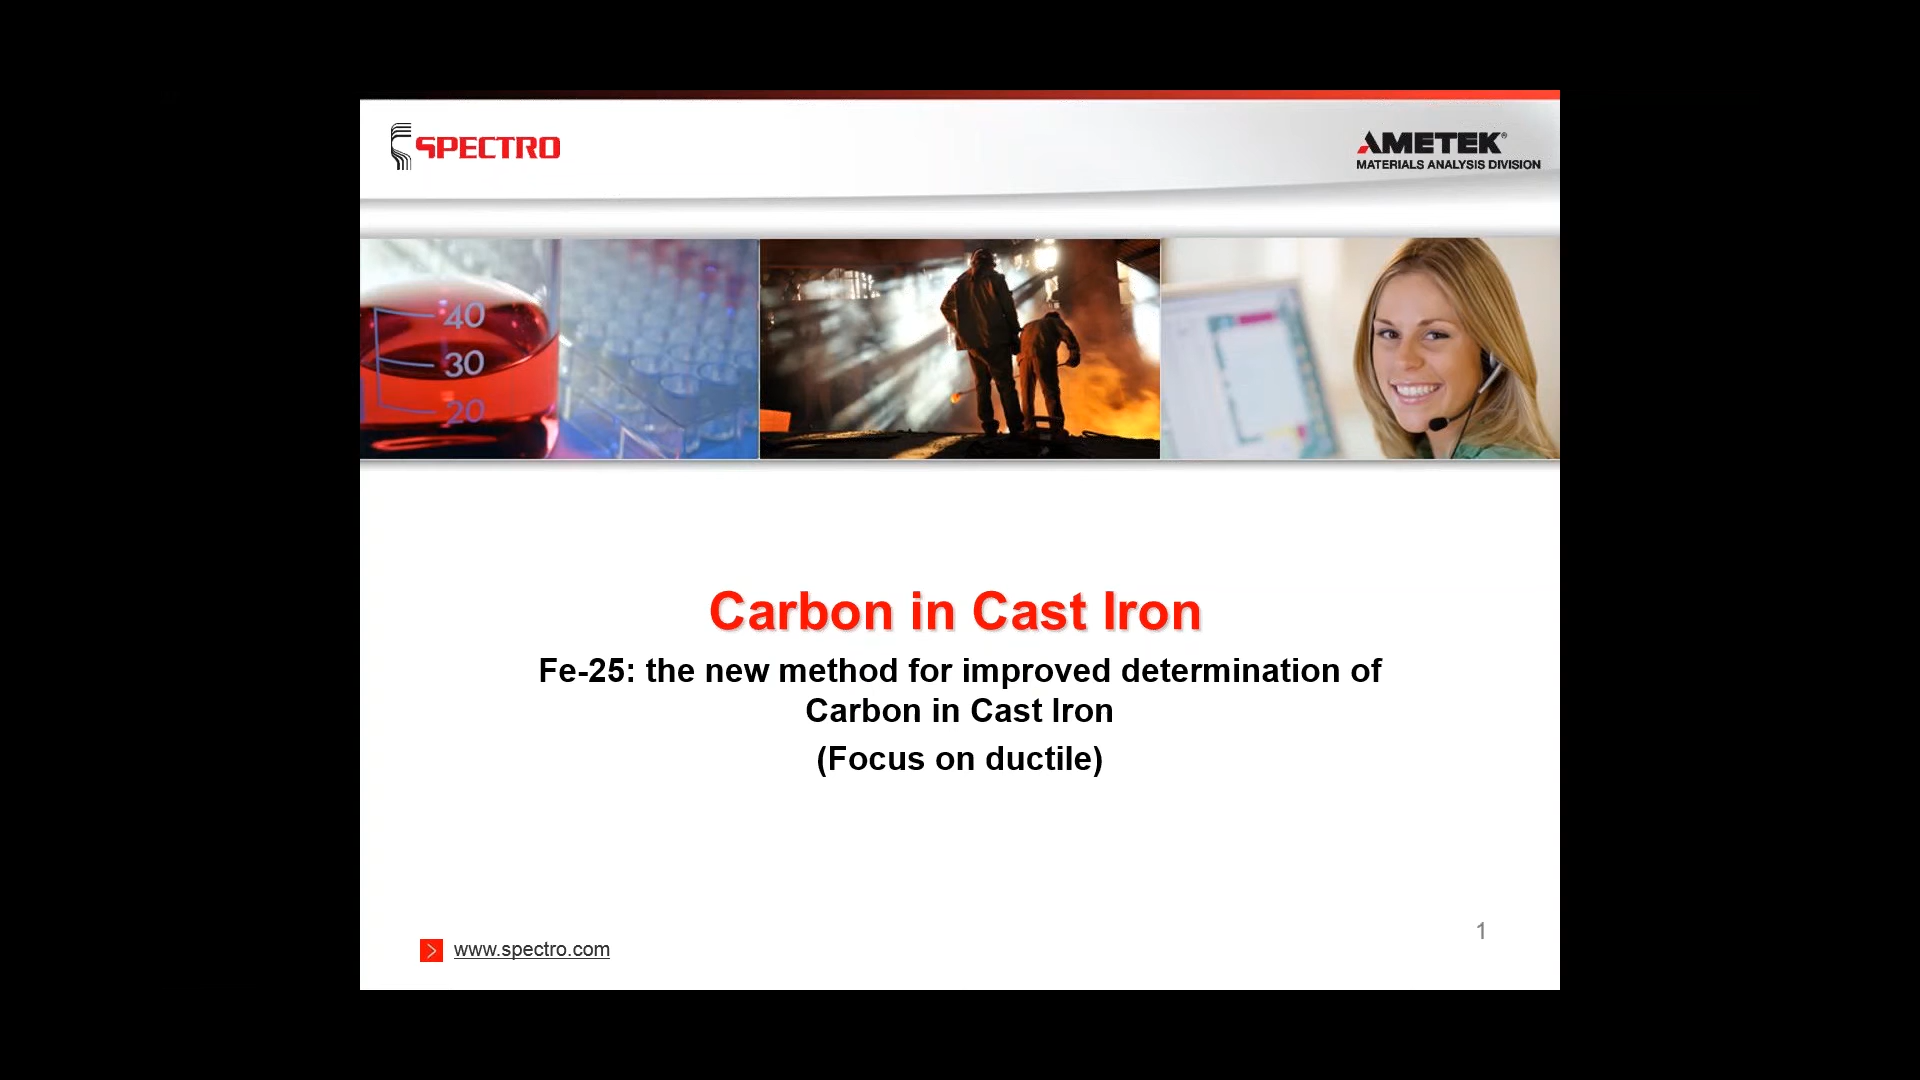 SPECTRO
AMETEK®
MATERIALS ANALYSIS DIVISION
40
30
20
Carbon in Cast Iron
Fe-25: the new method for improved determination of
Carbon in Cast Iron
(Focus on ductile)
www.spectro.com
1